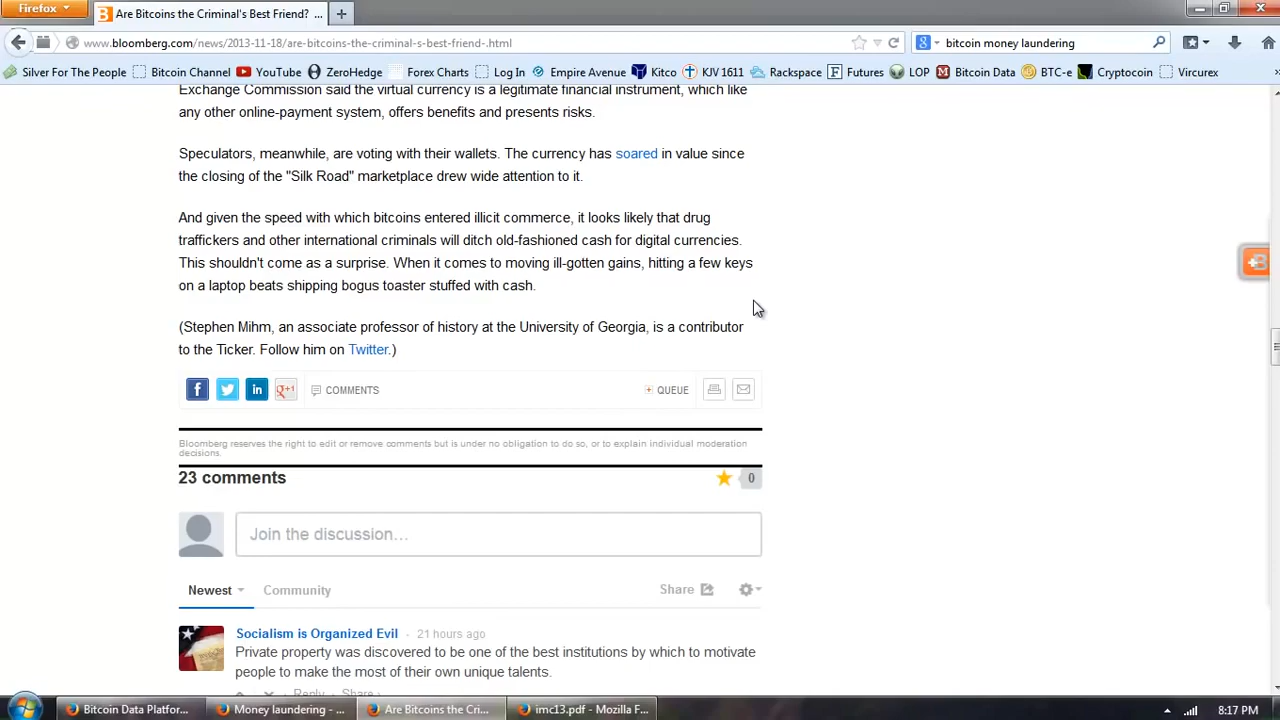 Firefox
Are Bitcoins the Criminal's Best Friend? ...
www.bloomberg.com/news/2013-11-18/are-bitcoins-the-criminal-s-best-friend-.html
bitcoin money laundering
Silver For The People
Bitcoin Channel
YouTube
ZeroHedge
Forex Charts
Log In
Empire Avenue
Kitco
KJV 1611
Rackspace
Futures
LOP
Bitcoin Data
BTC-e
Cryptocoin
Vircurex
Exchange Commission said the virtual currency is a legitimate financial instrument, which like
any other online-payment system, offers benefits and presents risks.
Speculators, meanwhile, are voting with their wallets. The currency has soared in value since
the closing of the "Silk Road" marketplace drew wide attention to it.
And given the speed with which bitcoins entered illicit commerce, it looks likely that drug
traffickers and other international criminals will ditch old-fashioned cash for digital currencies.
This shouldn't come as a surprise. When it comes to moving ill-gotten gains, hitting a few keys
on a laptop beats shipping bogus toaster stuffed with cash.
(Stephen Mihm, an associate professor of history at the University of Georgia, is a contributor
to the Ticker. Follow him on Twitter.)
COMMENTS
QUEUE
Bloomberg reserves the right to edit or remove comments but is under no obligation to do so, or to explain individual moderation
decisions.
23 comments
0
Join the discussion…
Newest
Community
Share
Socialism is Organized Evil · 21 hours ago
Private property was discovered to be one of the best institutions by which to motivate
people to make the most of their own unique talents.
Reply Share ›
Bitcoin Data Platfor...
Money laundering - ...
Are Bitcoins the Cri...
imc13.pdf - Mozilla F...
8:17 PM